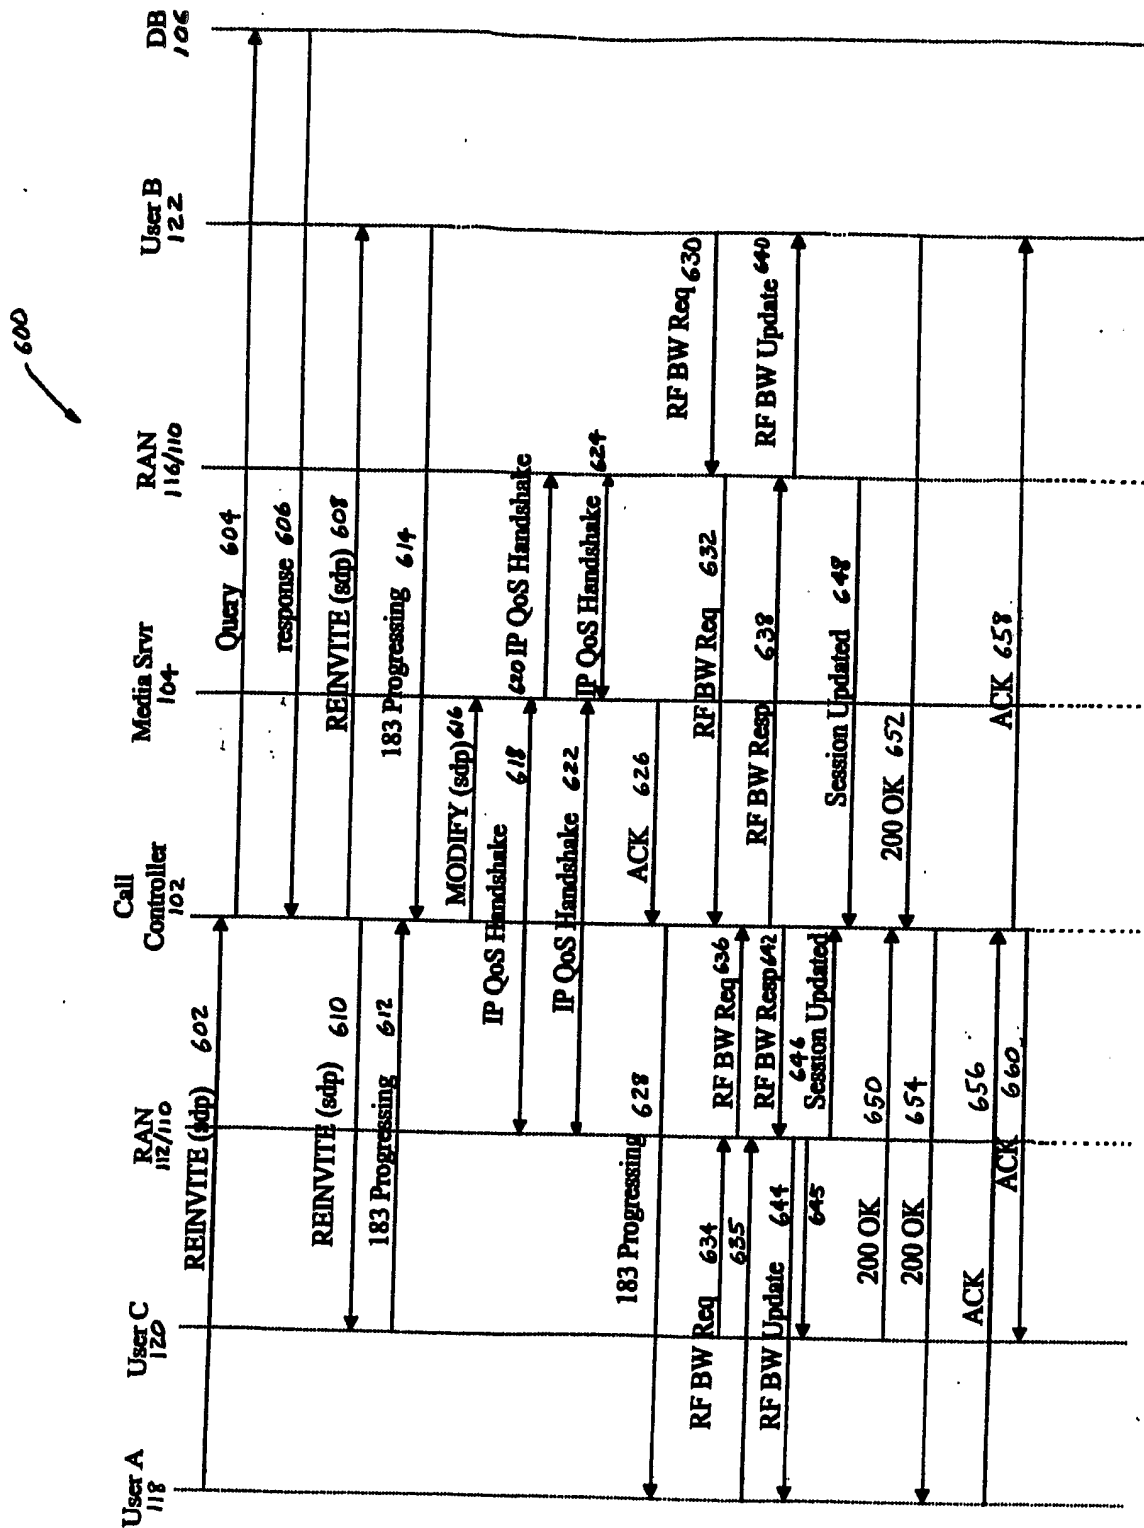 600
User A
118
User C
120
RAN
112/110
Call
Controller
102
Media Srvr
104
RAN
116/110
User B
122
DB
106
REINVITE (sdp) 602
Query 604
response 606
REINVITE (sdp) 608
REINVITE (sdp) 610
183 Progressing 612
183 Progressing 614
MODIFY (sdp) 616
IP QoS Handshake 618
620 IP QoS Handshake
IP QoS Handshake 622
IP QoS Handshake 624
ACK 626
183 Progressing 628
RF BW Req 630
RF BW Req 632
RF BW Req 634
635
RF BW Req 636
RF BW Resp 638
RF BW Update 640
RF BW Resp 642
RF BW Update 644
645
646
Session Updated
Session Updated 648
200 OK 650
200 OK 652
200 OK 654
ACK 656
ACK 658
ACK 660